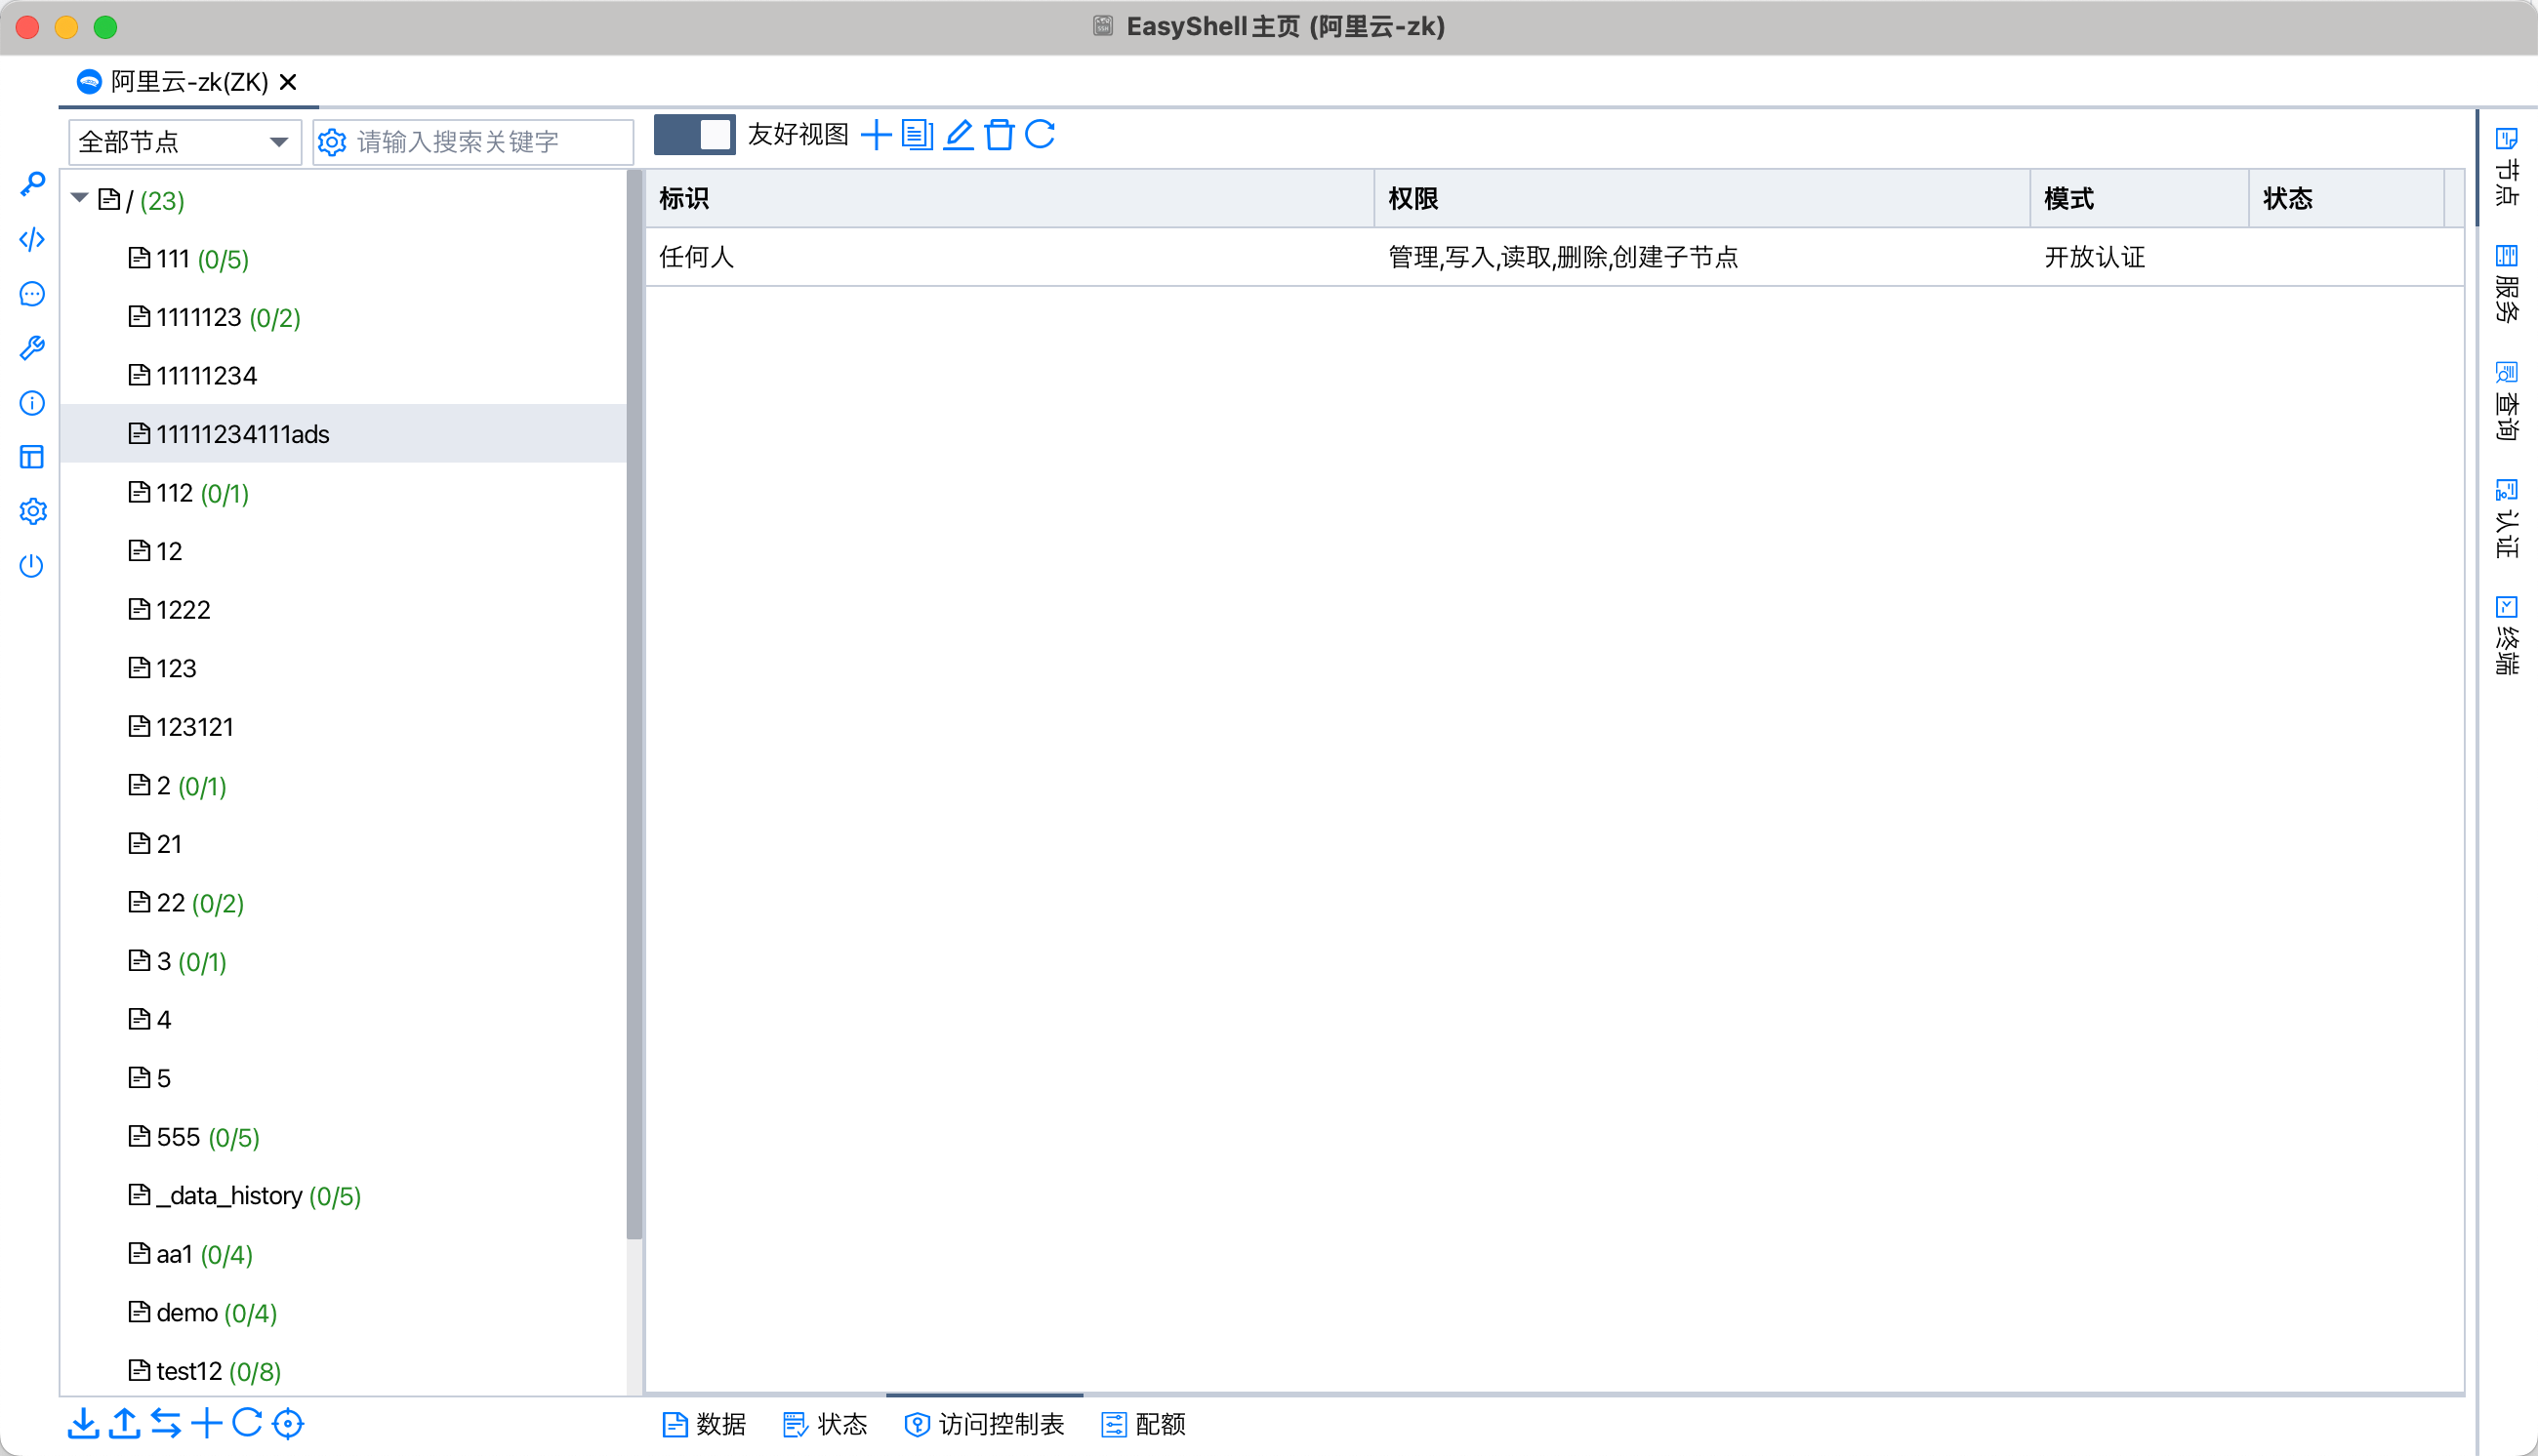 EasyShell主页 (阿里云-zk)
阿里云-zk(ZK)
全部节点
请输入搜索关键字
友好视图
/ (23)
111 (0/5)
1111123 (0/2)
11111234
11111234111ads
112 (0/1)
12
1222
123
123121
2 (0/1)
21
22 (0/2)
3 (0/1)
4
5
555 (0/5)
_data_history (0/5)
aa1 (0/4)
demo (0/4)
test12 (0/8)
标识 权限 模式 状态
任何人 管理,写入,读取,删除,创建子节点 开放认证
数据 状态 访问控制表 配额
节点
服务
查询
认证
终端